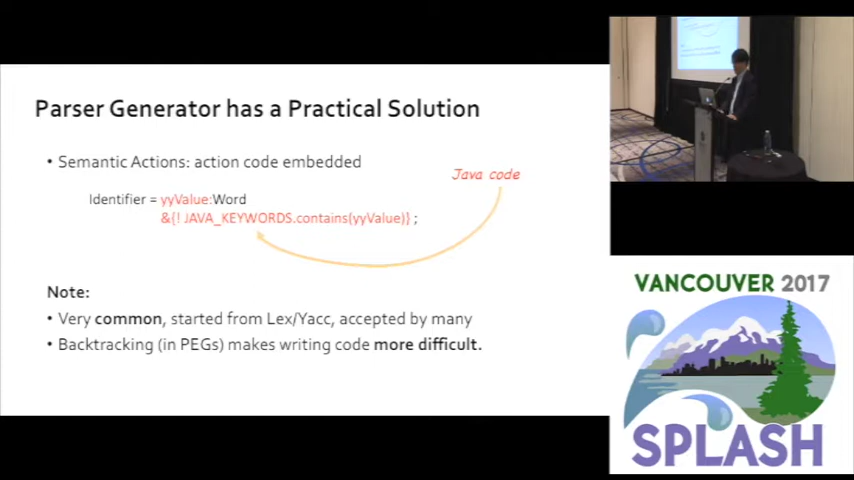 Parser Generator has a Practical Solution
• Semantic Actions: action code embedded
Java code
Identifier = yyValue:Word
&{! JAVA_KEYWORDS.contains(yyValue)} ;
Note:
• Very common, started from Lex/Yacc, accepted by many
• Backtracking (in PEGs) makes writing code more difficult.
VANCOUVER 2017
SPLASH